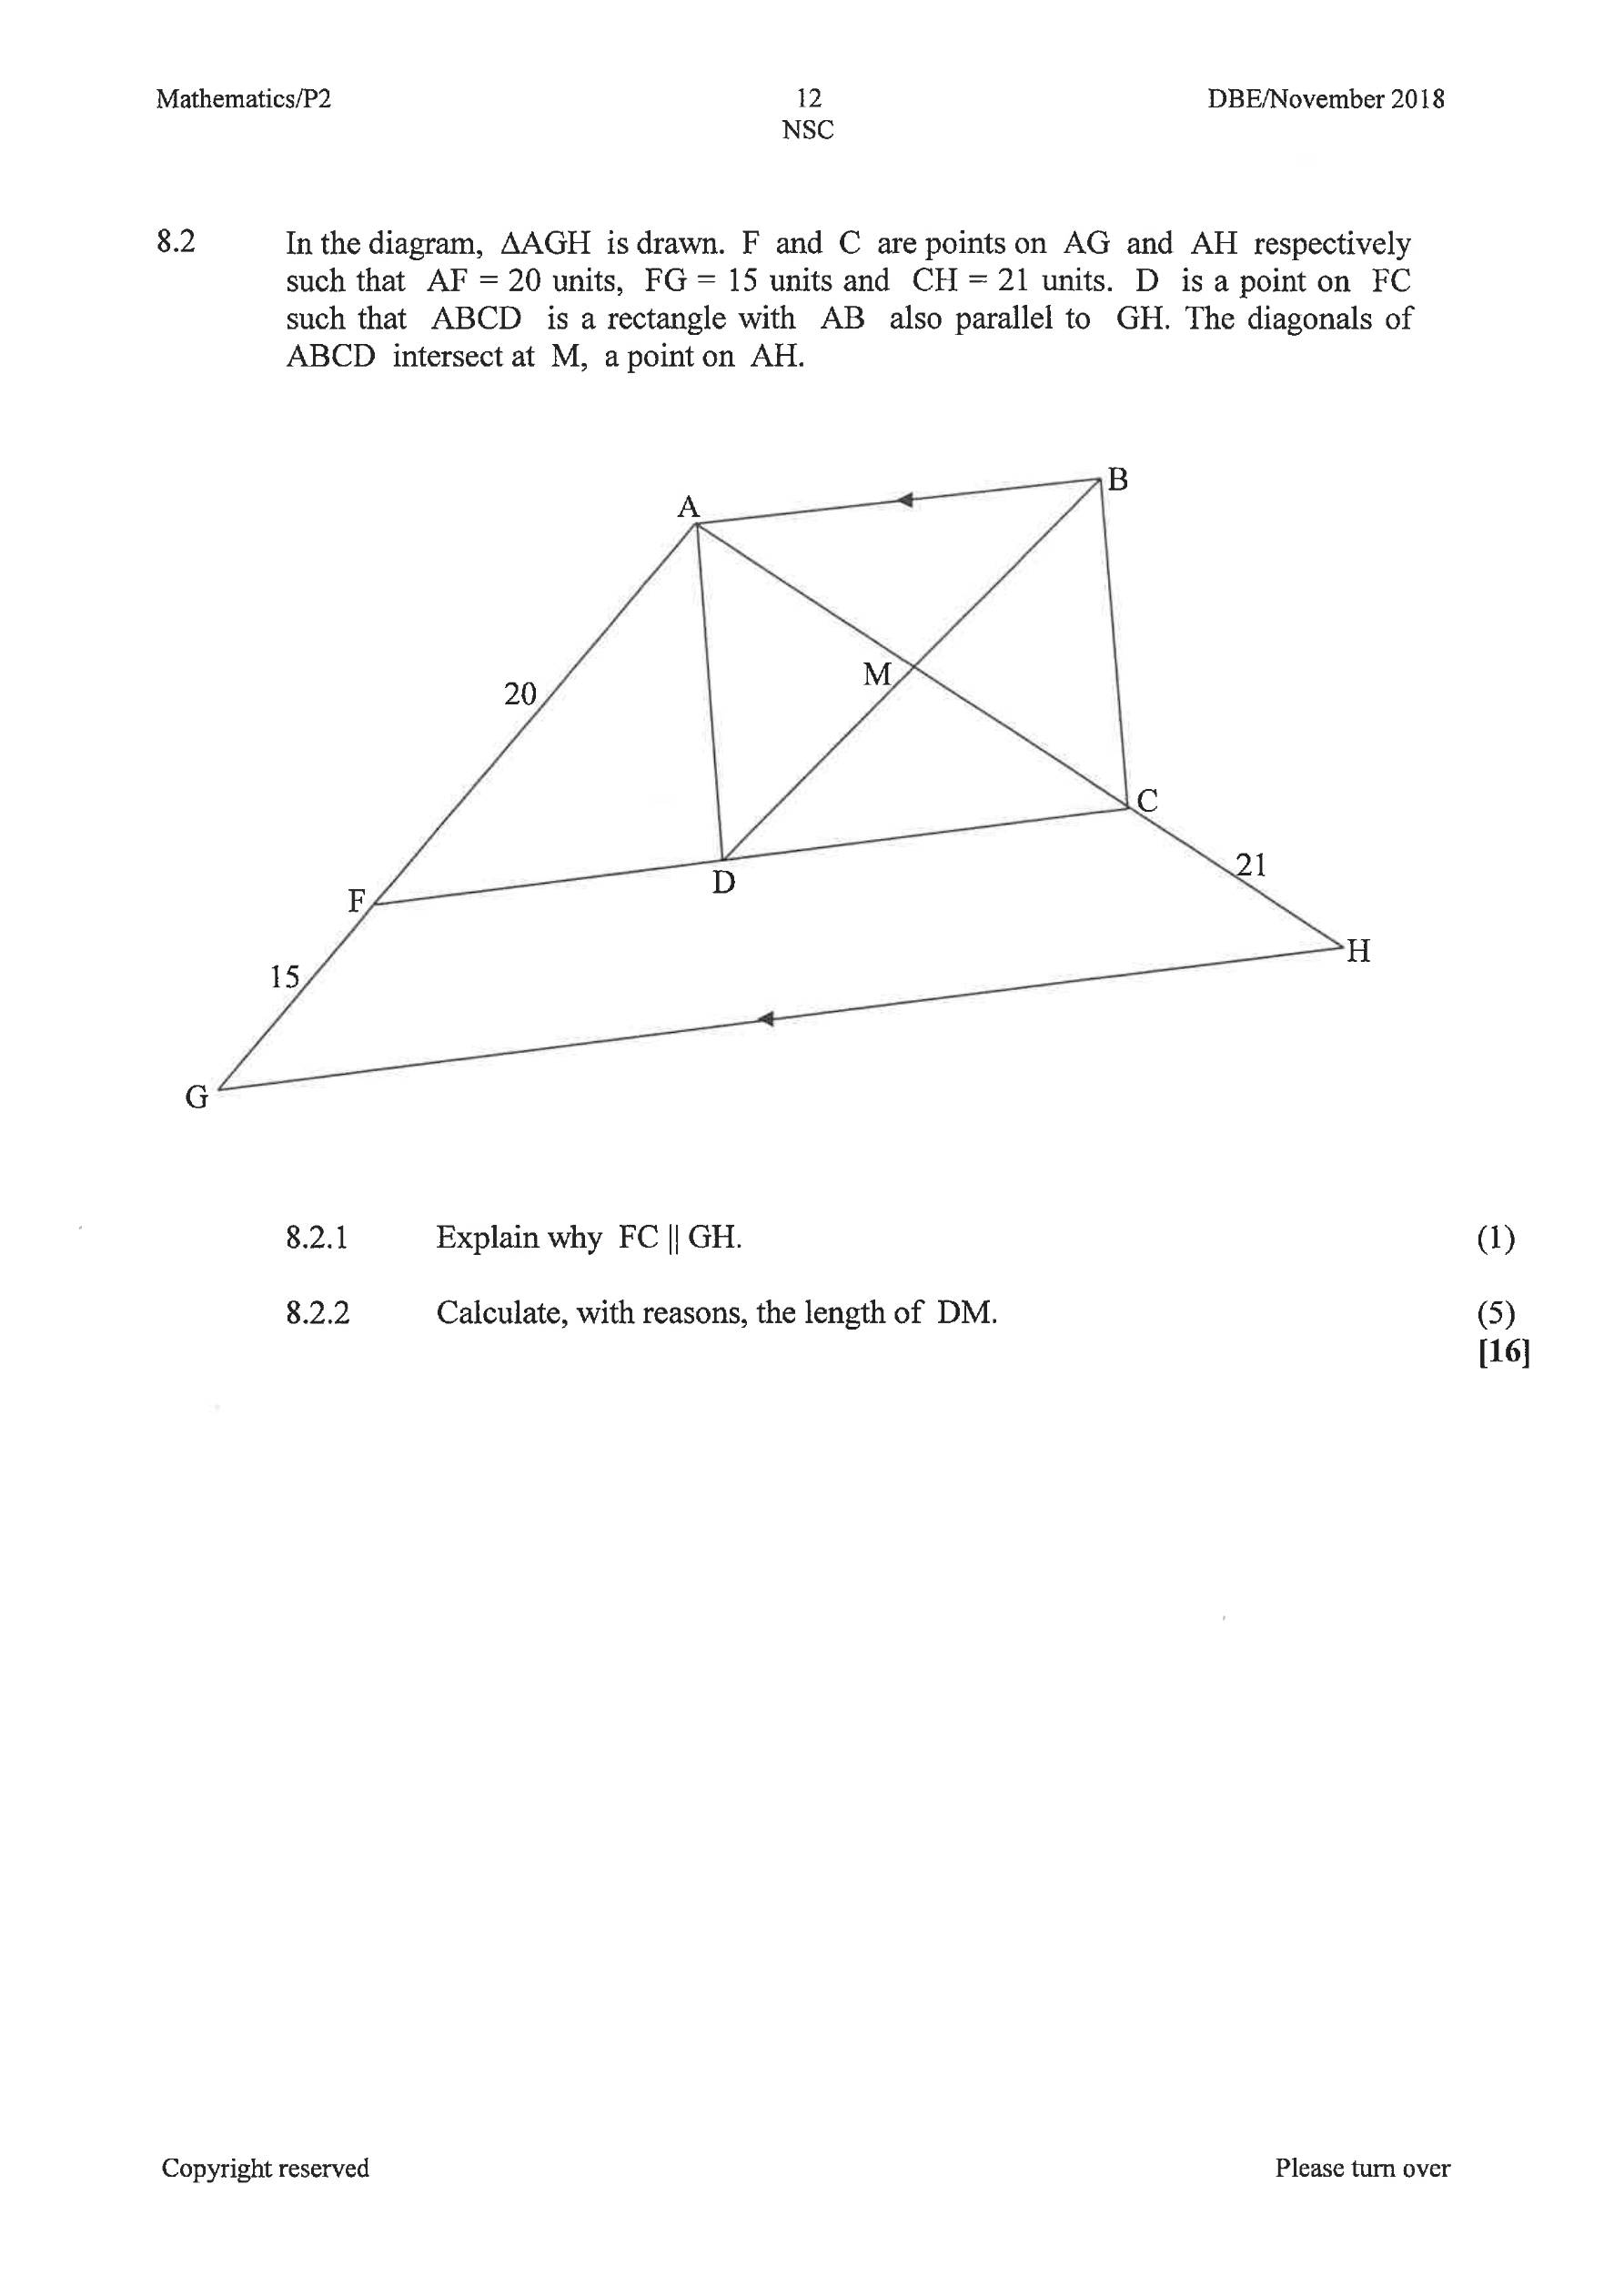 Mathematics/P2 12 DBE/November 2018
NSC
8.2 In the diagram, ΔAGH is drawn. F and C are points on AG and AH respectively
such that AF = 20 units, FG = 15 units and CH = 21 units. D is a point on FC
such that ABCD is a rectangle with AB also parallel to GH. The diagonals of
ABCD intersect at M, a point on AH.
B
A
M
20
C
21
D
F
H
15
G
8.2.1 Explain why FC || GH. (1)
8.2.2 Calculate, with reasons, the length of DM. (5)
[16]
Copyright reserved Please turn over